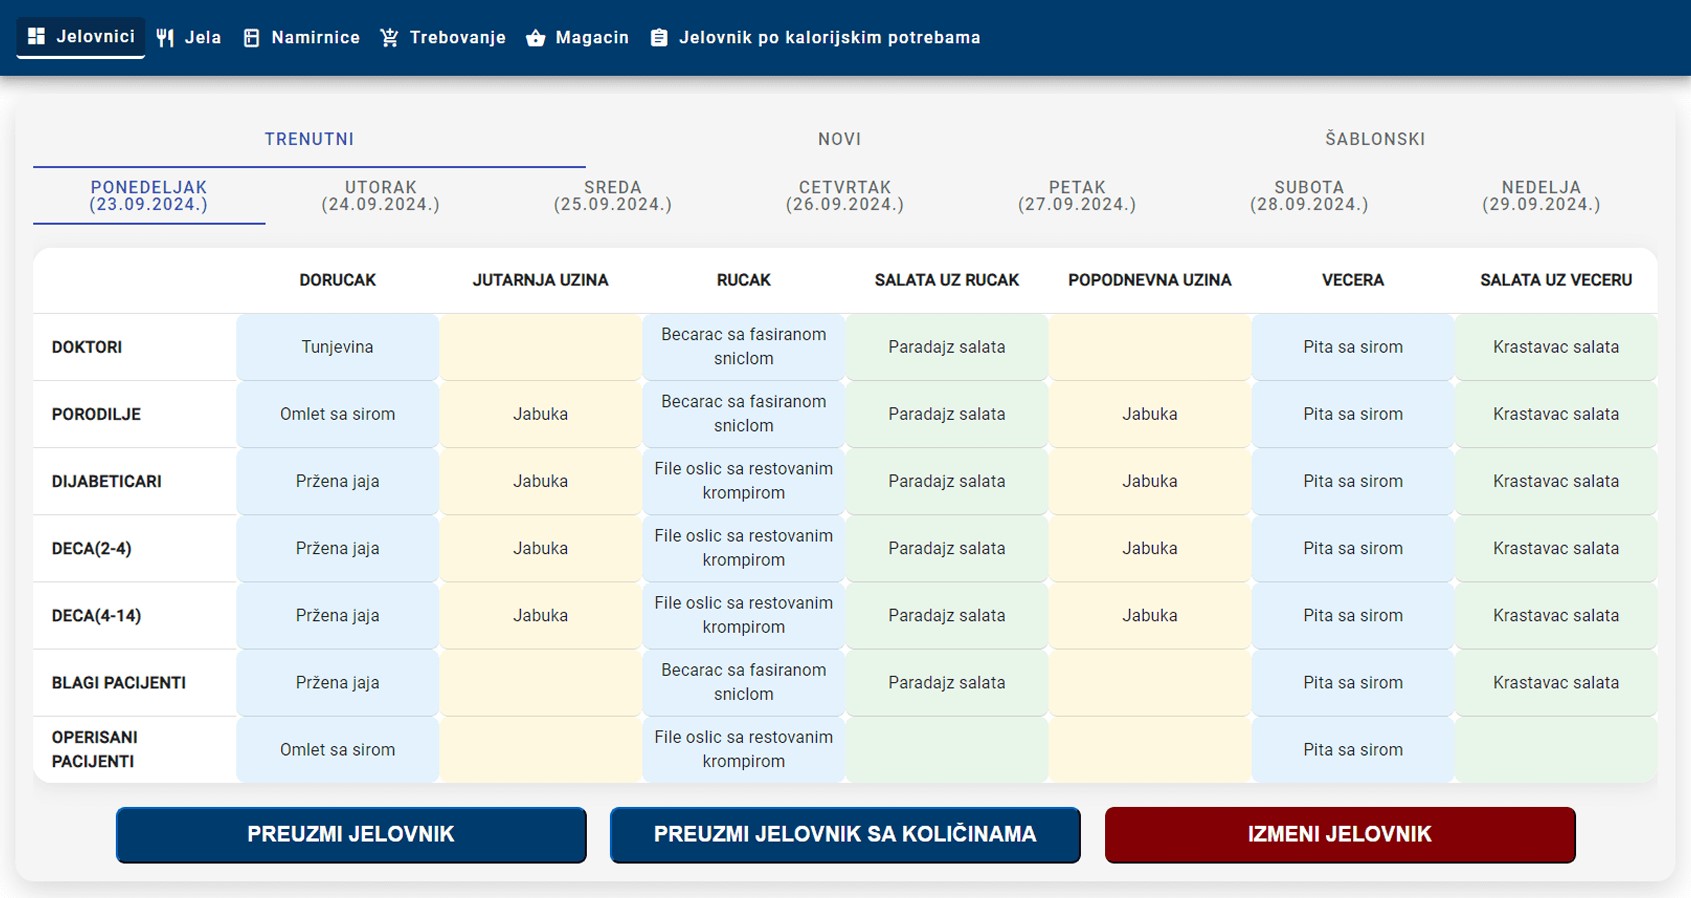 Jelovnici Jela Namirnice Trebovanje Magacin Jelovnik po kalorijskim potrebama
TRENUTNI NOVI ŠABLONSKI
PONEDELJAK UTORAK SREDA CETVRTAK PETAK SUBOTA NEDELJA
(23.09.2024.) (24.09.2024.) (25.09.2024.) (26.09.2024.) (27.09.2024.) (28.09.2024.) (29.09.2024.)
DORUCAK JUTARNJA UZINA RUCAK SALATA UZ RUCAK POPODNEVNA UZINA VECERA SALATA UZ VECERU
DOKTORI Tunjevina Becarac sa fasiranom sniclom Paradajz salata Pita sa sirom Krastavac salata
PORODILJE Omlet sa sirom Jabuka Becarac sa fasiranom sniclom Paradajz salata Jabuka Pita sa sirom Krastavac salata
DIJABETICARI Pržena jaja Jabuka File oslic sa restovanim krompirom Paradajz salata Jabuka Pita sa sirom Krastavac salata
DECA(2-4) Pržena jaja Jabuka File oslic sa restovanim krompirom Paradajz salata Jabuka Pita sa sirom Krastavac salata
DECA(4-14) Pržena jaja Jabuka File oslic sa restovanim krompirom Paradajz salata Jabuka Pita sa sirom Krastavac salata
BLAGI PACIJENTI Pržena jaja Becarac sa fasiranom sniclom Paradajz salata Pita sa sirom Krastavac salata
OPERISANI PACIJENTI Omlet sa sirom File oslic sa restovanim krompirom Pita sa sirom
PREUZMI JELOVNIK PREUZMI JELOVNIK SA KOLIČINAMA IZMENI JELOVNIK